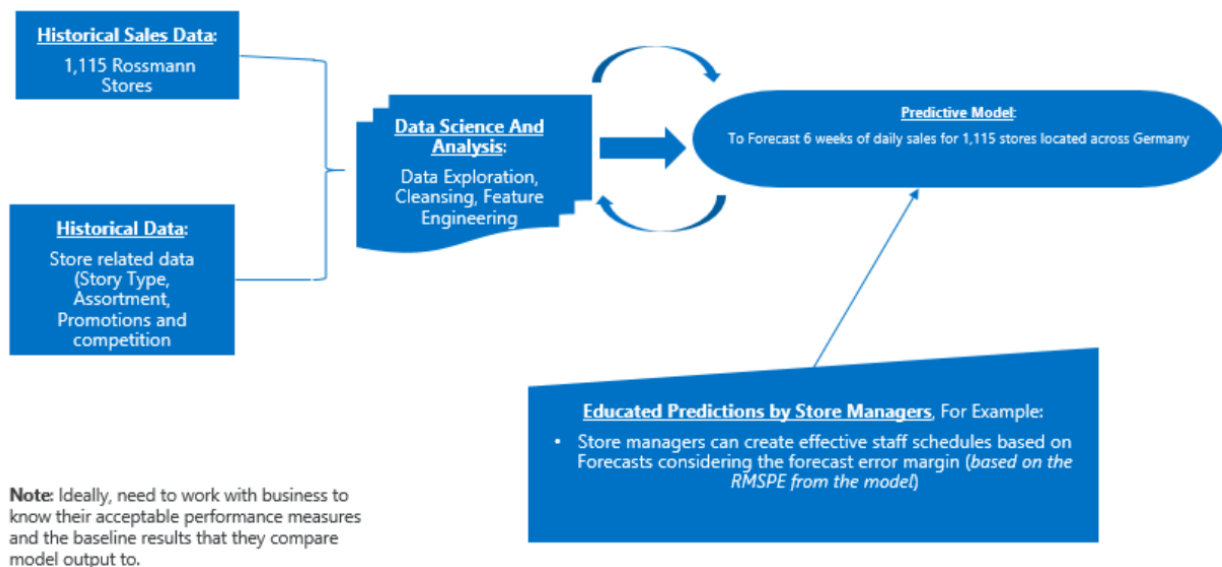 Historical Sales Data:
1,115 Rossmann
Stores
Data Science And
Analysis:
Data Exploration,
Cleansing, Feature
Engineering
Predictive Model:
To Forecast 6 weeks of daily sales for 1,115 stores located across Germany
Historical Data:
Store related data
(Story Type,
Assortment,
Promotions and
competition
Educated Predictions by Store Managers, For Example:
• Store managers can create effective staff schedules based on
Forecasts considering the forecast error margin (based on the
RMSPE from the model)
Note: Ideally, need to work with business to
know their acceptable performance measures
and the baseline results that they compare
model output to.